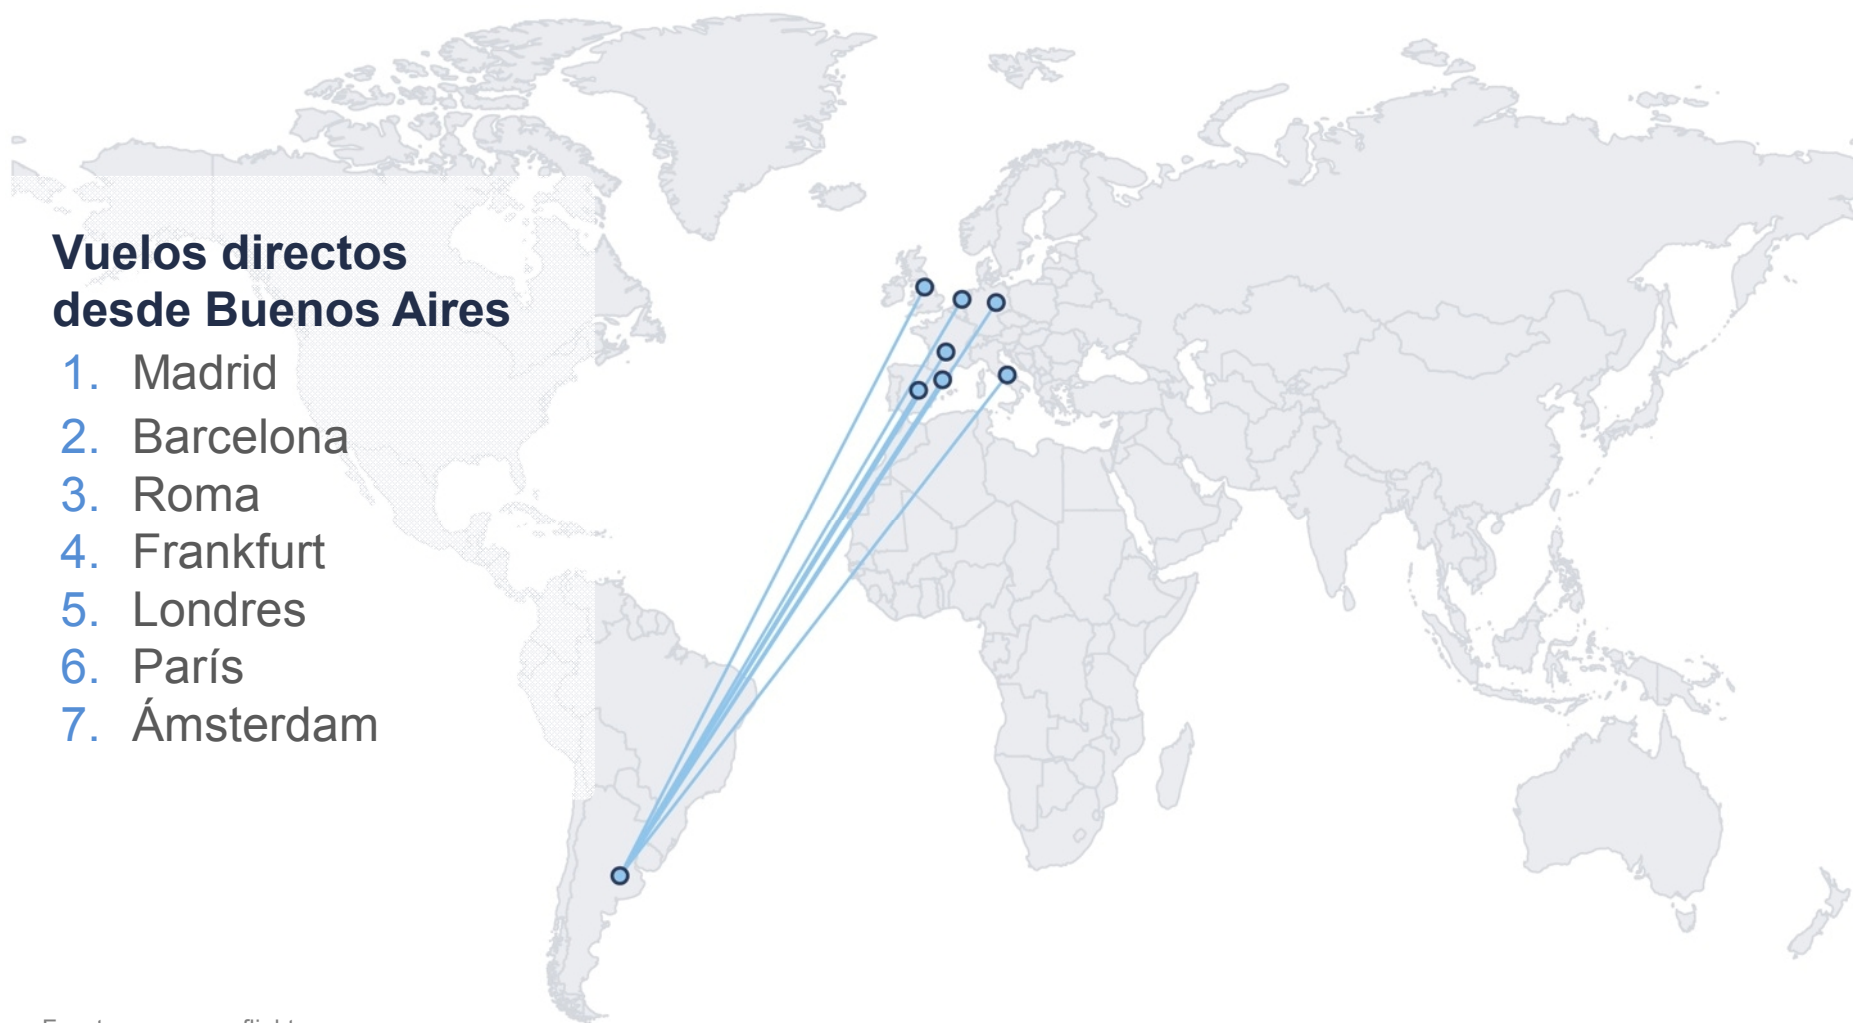 Vuelos directos
desde Buenos Aires
1. Madrid
2. Barcelona
3. Roma
4. Frankfurt
5. Londres
6. París
7. Ámsterdam